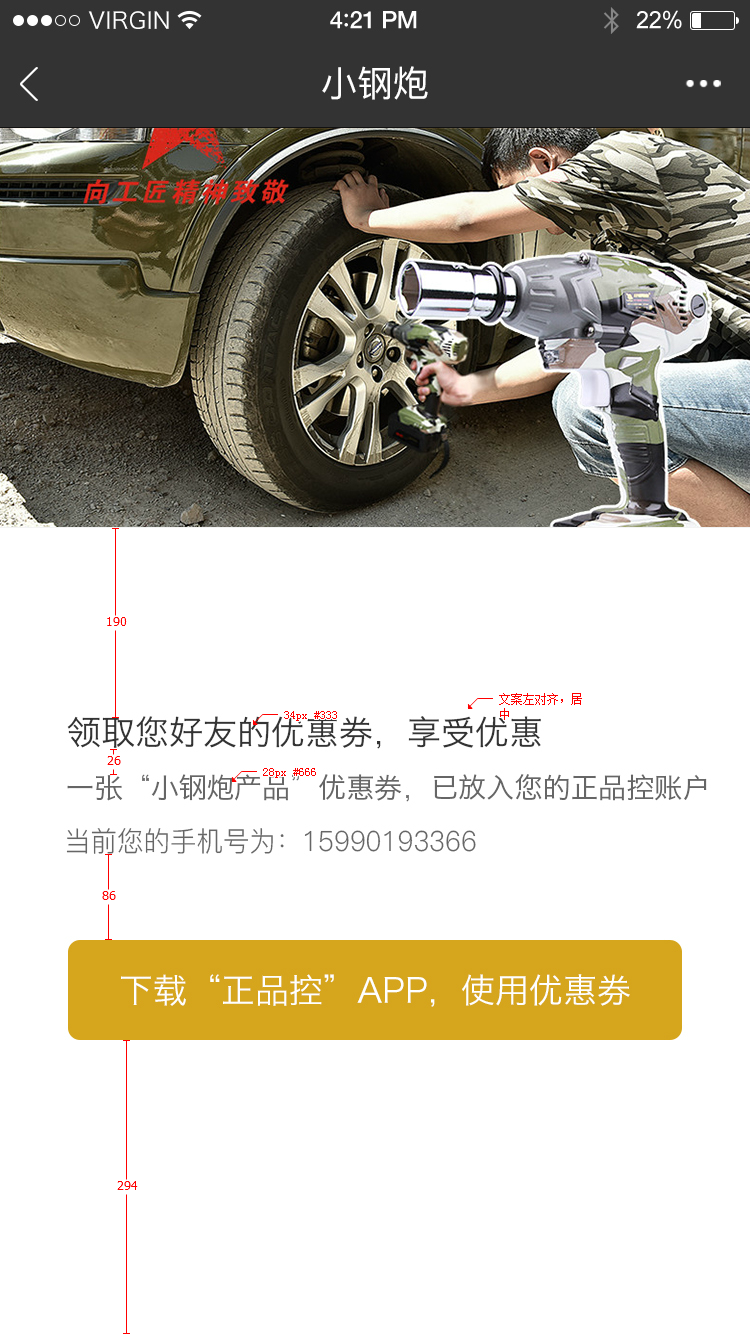 VIRGIN 4:21 PM 22%
小钢炮
向工匠精神致敬
190
文案左对齐，居
中
34px #333
领取您好友的优惠券，享受优惠
26
28px #666
一张“小钢炮产品”优惠券，已放入您的正品控账户
当前您的手机号为：15990193366
86
下载“正品控”APP，使用优惠券
294